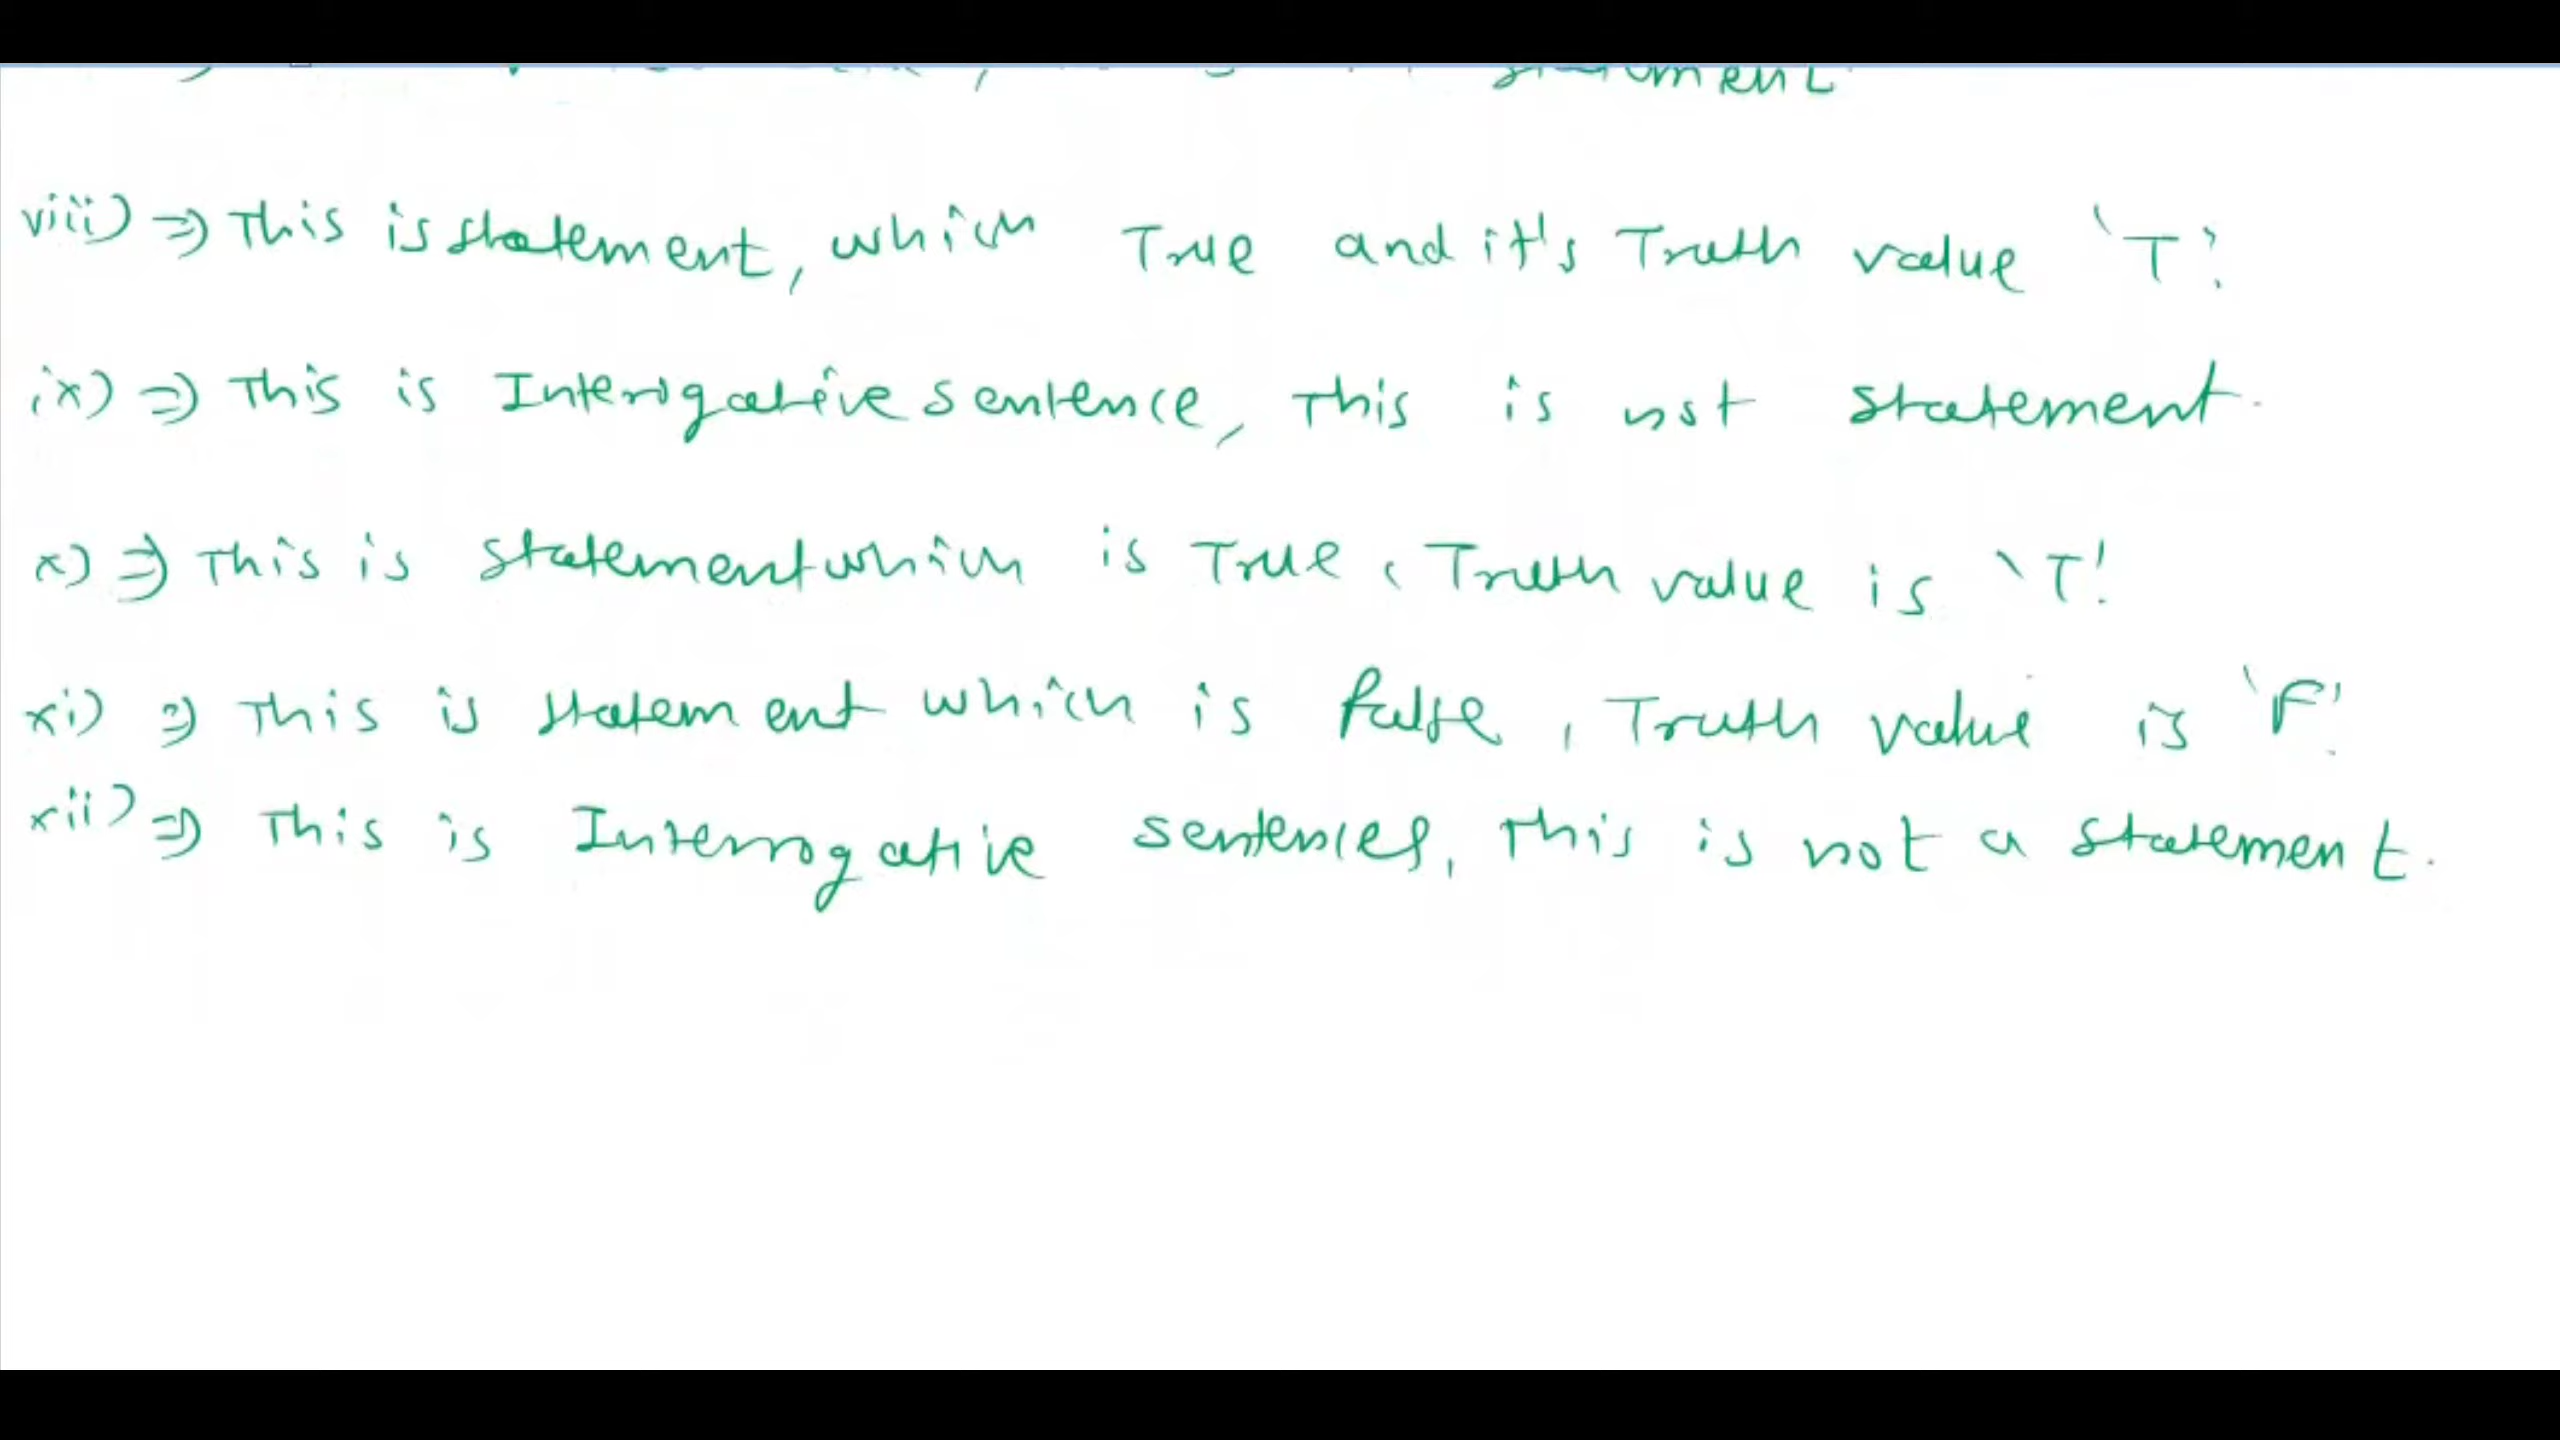 statement
viii) => This is statement, which True and it's Truth value 'T'.
ix) => This is Interigative sentence, This is not statement.
x) => This is statement which is True, Truth value is 'T'.
xi) => This is statement which is false, Truth value is 'F'.
xii) => This is Interrogative sentences, This is not a statement.